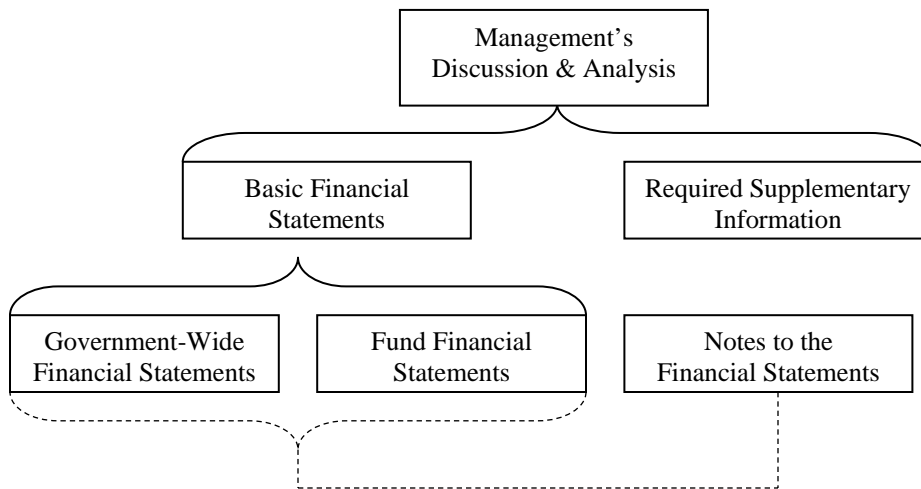 Management’s
Discussion & Analysis
Basic Financial
Statements
Required Supplementary
Information
Government-Wide
Financial Statements
Fund Financial
Statements
Notes to the
Financial Statements